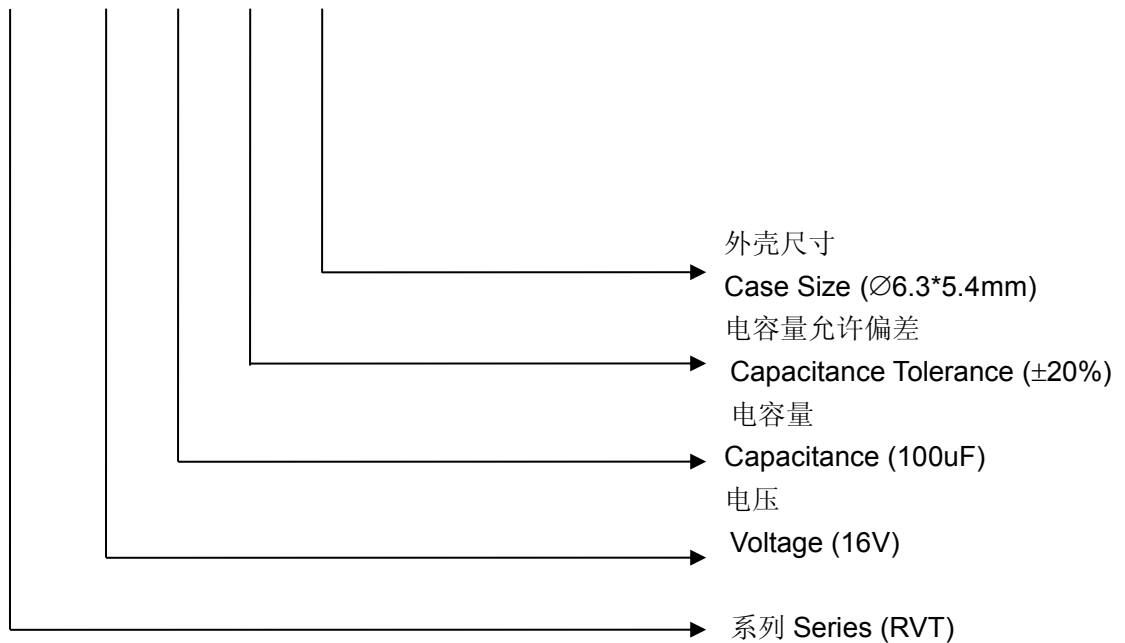 外壳尺寸
Case Size (∅6.3*5.4mm)
电容量允许偏差
Capacitance Tolerance (±20%)
电容量
Capacitance (100uF)
电压
Voltage (16V)
系列 Series (RVT)